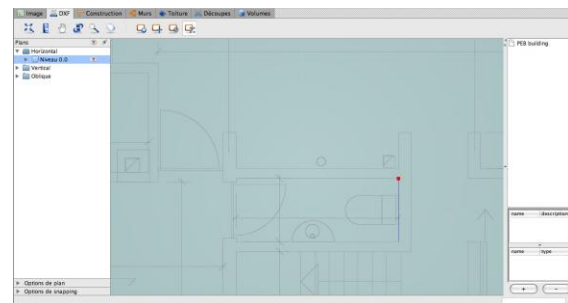 Image DXF Construction Murs Toiture Découpes Volumes
Plans
Horizontal
Niveau 0.0
Vertical
Oblique
PEB building
name description
name type
Options de plan
Options de snapping